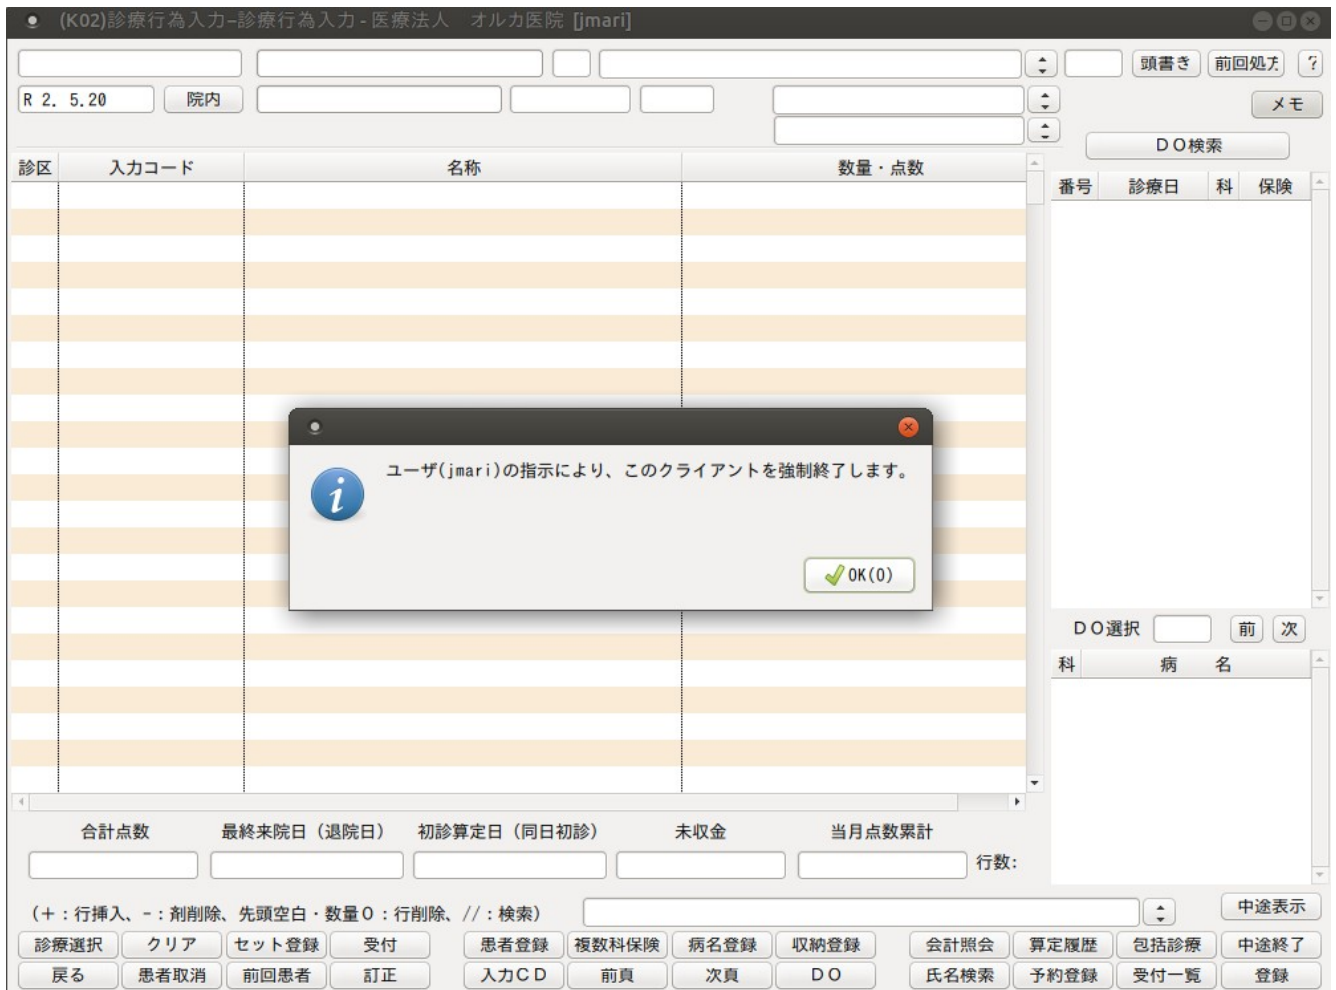 (K02)診療行為入力–診療行為入力 - 医療法人　オルカ医院 [jmari]
頭書き 前回処方 ?
R 2. 5.20 院内 メモ
ＤＯ検索
診区 入力コード 名称 数量・点数
番号 診療日 科 保険
ユーザ(jmari)の指示により、このクライアントを強制終了します。
OK(O)
ＤＯ選択 前 次
科 病　名
合計点数 最終来院日（退院日） 初診算定日（同日初診） 未収金 当月点数累計
行数:
（＋：行挿入、－：剤削除、先頭空白・数量０：行削除、//：検索） 中途表示
診療選択 クリア セット登録 受付 患者登録 複数科保険 病名登録 収納登録 会計照会 算定履歴 包括診療 中途終了
戻る 患者取消 前回患者 訂正 入力ＣＤ 前頁 次頁 ＤＯ 氏名検索 予約登録 受付一覧 登録